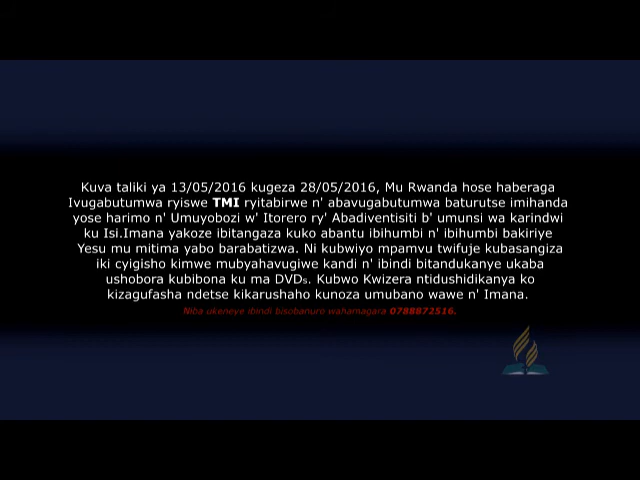 Kuva taliki ya 13/05/2016 kugeza 28/05/2016, Mu Rwanda hose haberaga
Ivugabutumwa ryiswe TMI ryitabirwe n' abavugabutumwa baturutse imihanda
yose harimo n' Umuyobozi w' Itorero ry' Abadiventisiti b' umunsi wa karindwi
ku Isi.Imana yakoze ibitangaza kuko abantu ibihumbi n' ibihumbi bakiriye
Yesu mu mitima yabo barabatizwa. Ni kubwiyo mpamvu twifuje kubasangiza
iki cyigisho kimwe mubyahavugiwe kandi n' ibindi bitandukanye ukaba
ushobora kubibona ku ma DVDs. Kubwo Kwizera ntidushidikanya ko
kizagufasha ndetse kikarushaho kunoza umubano wawe n' Imana.
Niba ukeneye ibindi bisobanuro wahamagara 0788872516.